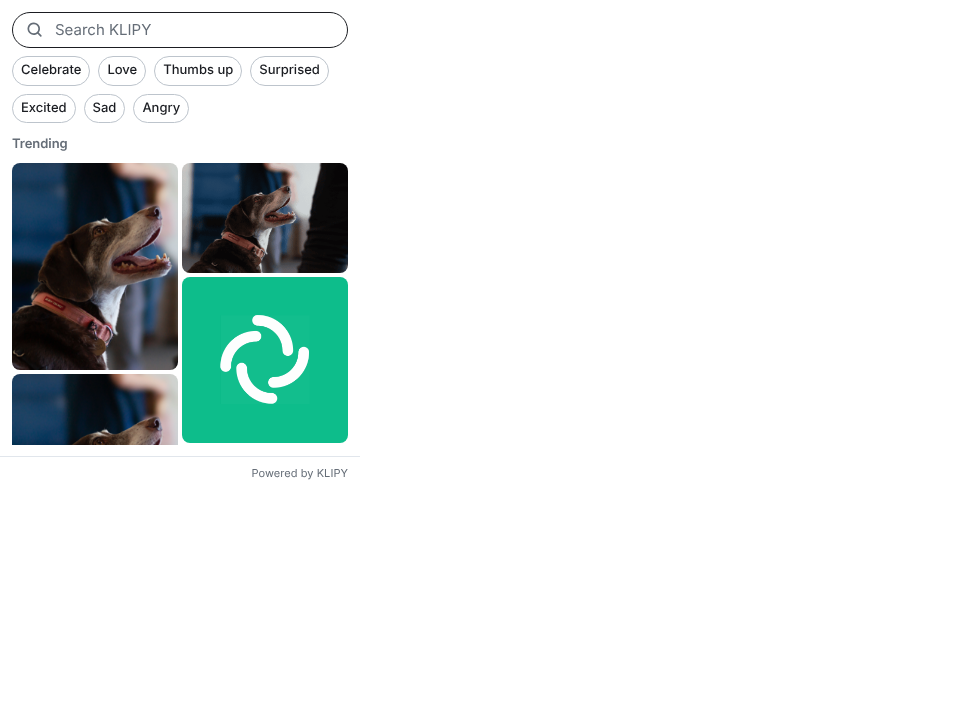 Search KLIPY
Celebrate Love Thumbs up Surprised
Excited Sad Angry
Trending
Powered by KLIPY